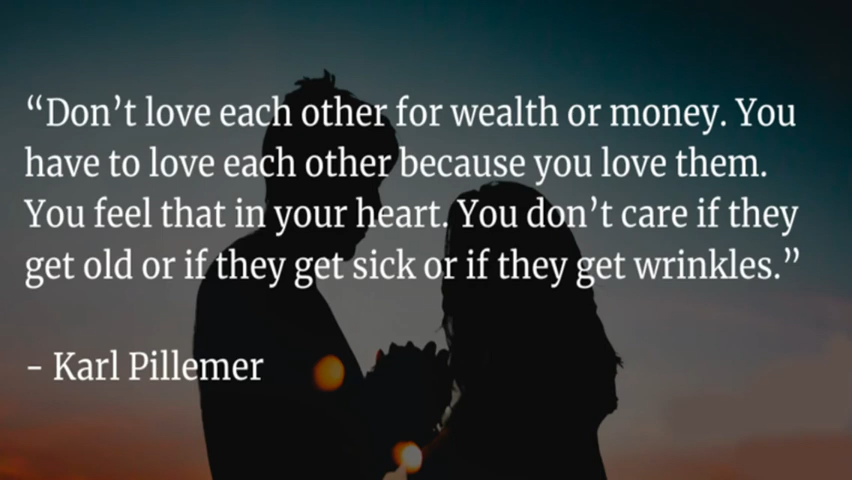 “Don’t love each other for wealth or money. You
have to love each other because you love them.
You feel that in your heart. You don’t care if they
get old or if they get sick or if they get wrinkles.”
- Karl Pillemer